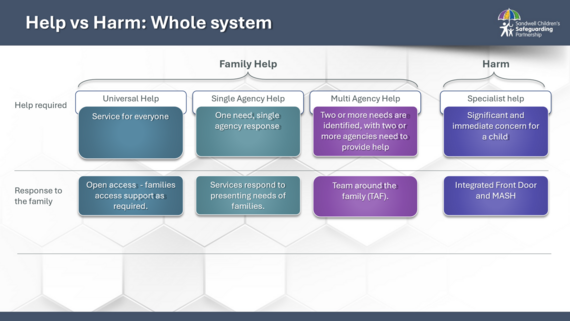 Help vs Harm: Whole system
Sandwell Children's
Safeguarding
Partnership
Family Help
Harm
Help required
Universal Help
Single Agency Help
Multi Agency Help
Specialist help
Service for everyone
One need, single
agency response
Two or more needs are
identified, with two or
more agencies need to
provide help
Significant and
immediate concern for
a child
Response to
the family
Open access - families
access support as
required.
Services respond to
presenting needs of
families.
Team around the
family (TAF).
Integrated Front Door
and MASH